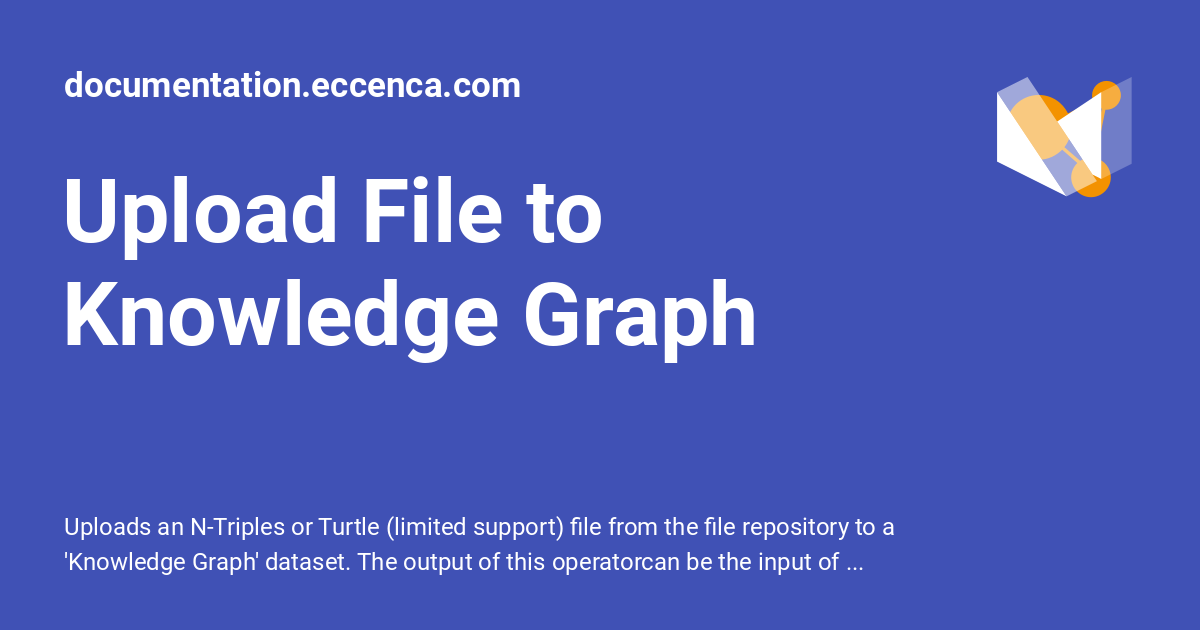 documentation.eccenca.com
Upload File to
Knowledge Graph
Uploads an N-Triples or Turtle (limited support) file from the file repository to a
'Knowledge Graph' dataset. The output of this operatorcan be the input of ...